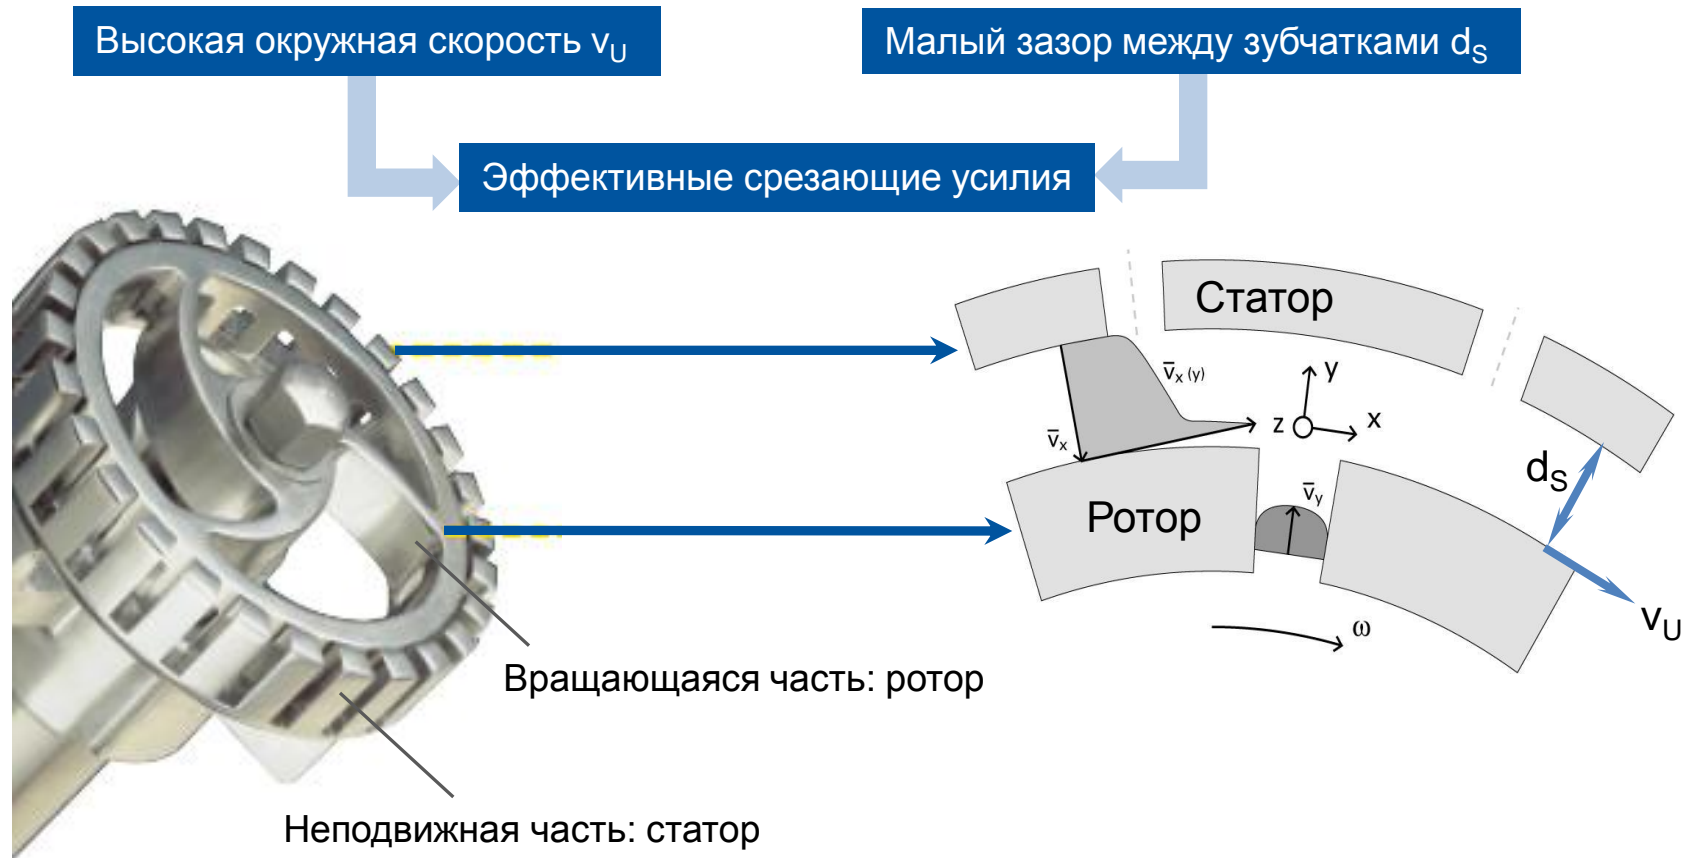 Высокая окружная скорость vU
Малый зазор между зубчатками dS
Эффективные срезающие усилия
Статор
v̅x (y)
y
z
x
v̅x
dS
v̅y
Ротор
vU
ω
Вращающаяся часть: ротор
Неподвижная часть: статор